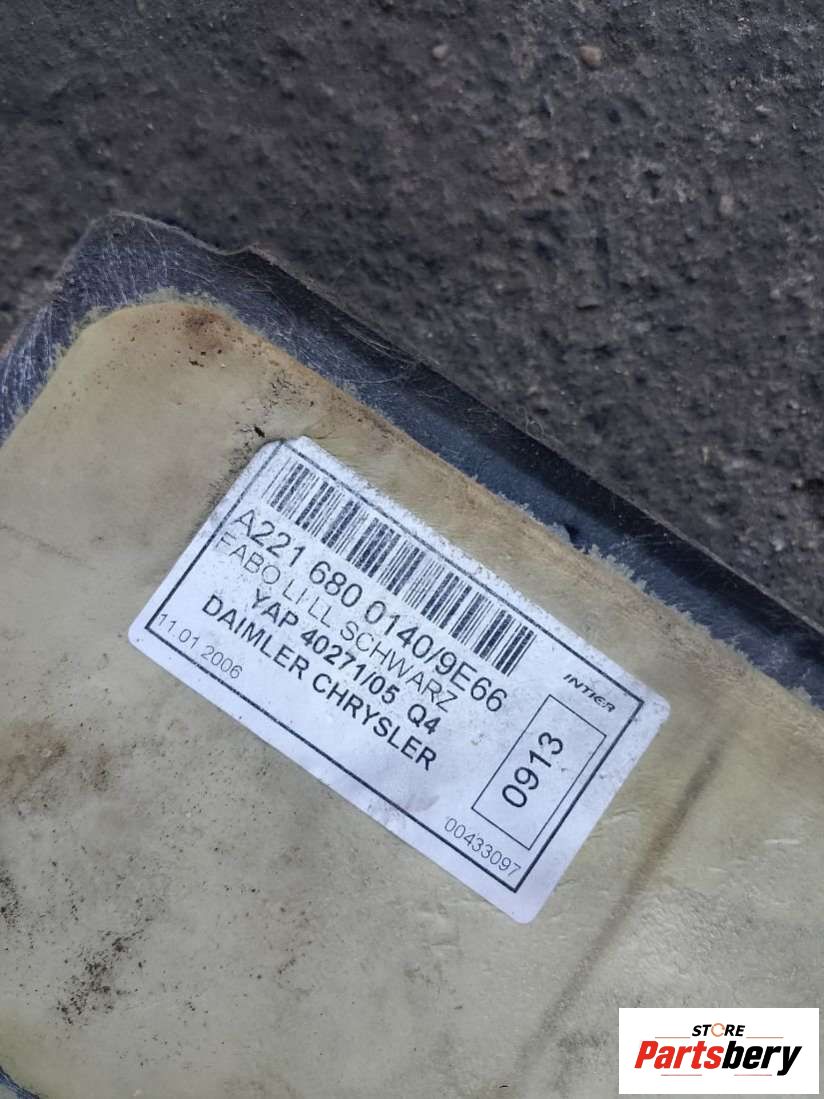 A221 680 0140/9E66
FABO LI LL SCHWARZ
YAP 40271/05 Q4
DAIMLER CHRYSLER
11.01 2006
INTIER
0913
00433097
STORE
Partsbery